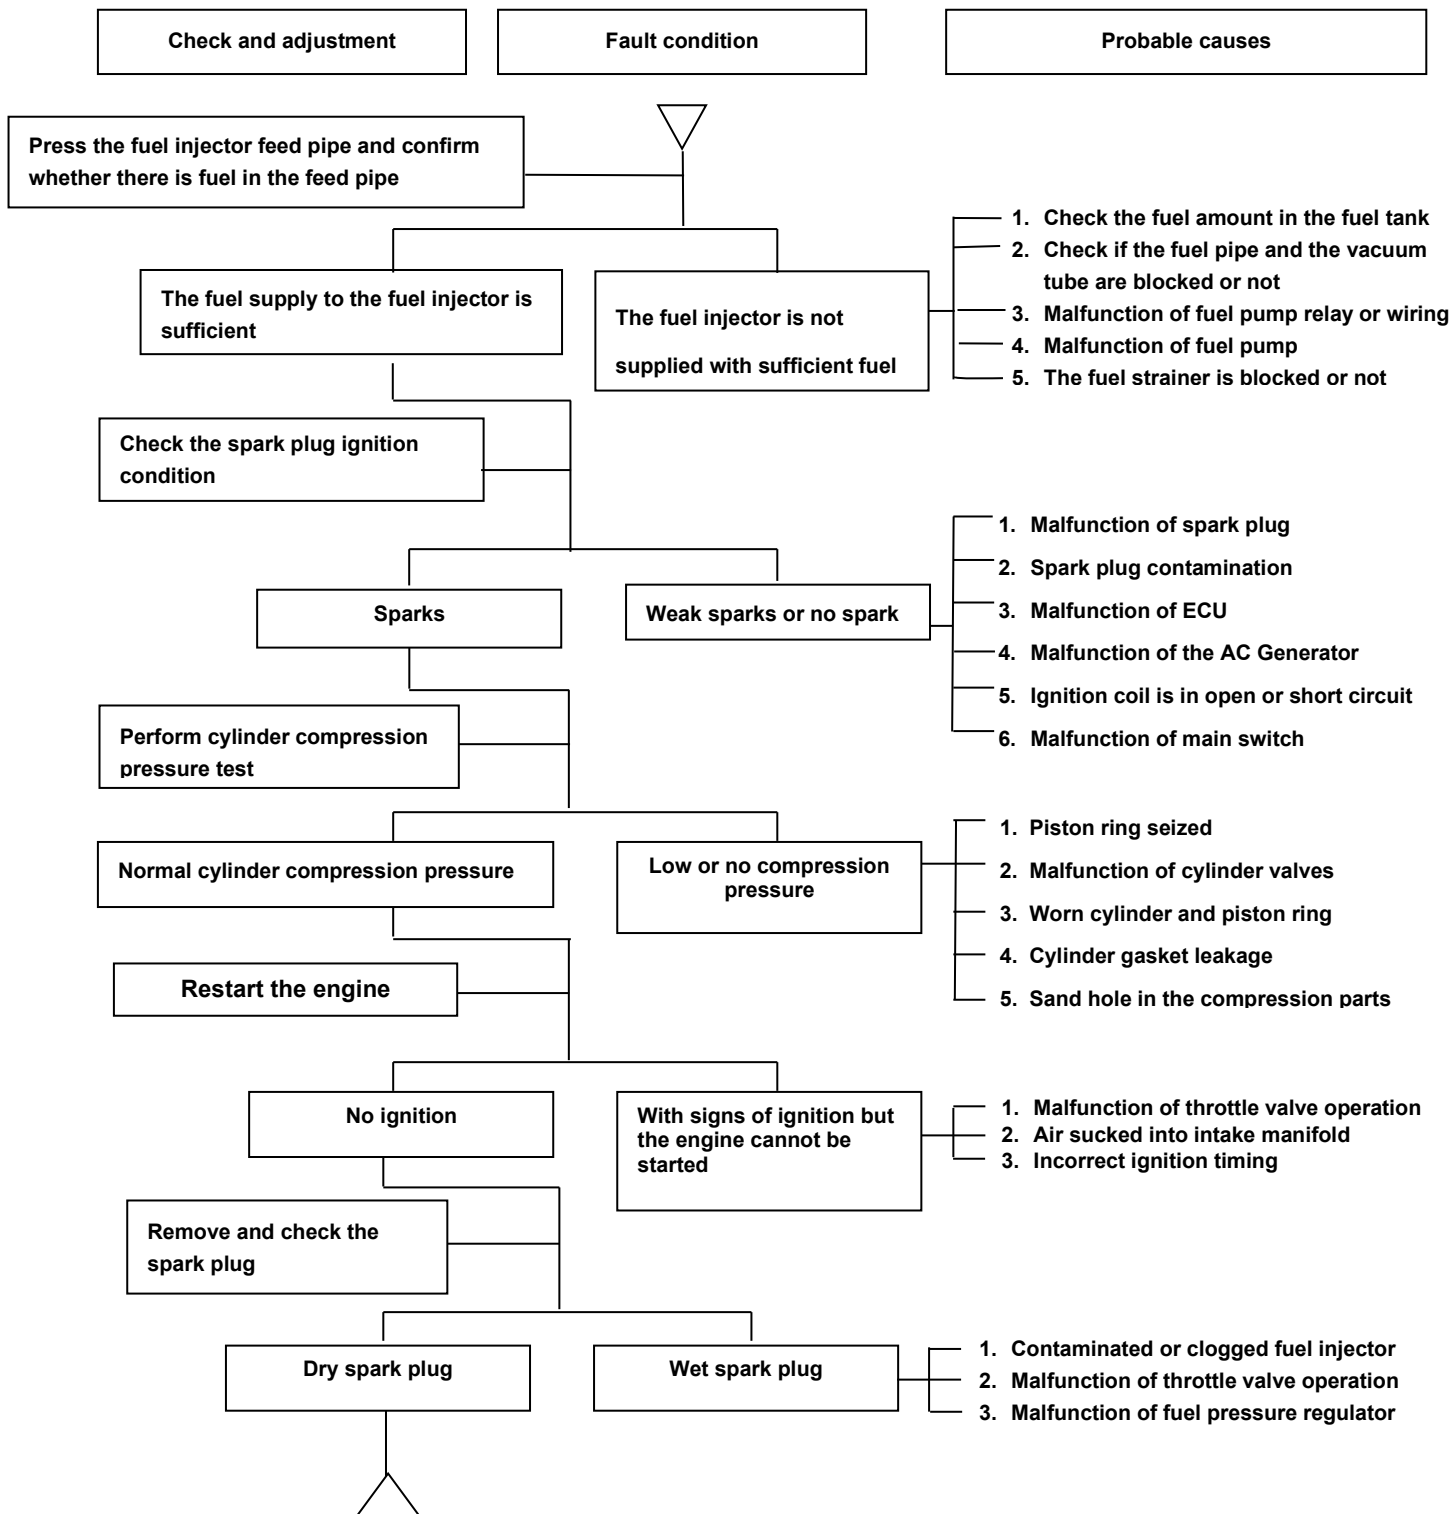 Check and adjustment
Fault condition
Probable causes
Press the fuel injector feed pipe and confirm
whether there is fuel in the feed pipe
The fuel supply to the fuel injector is
sufficient
The fuel injector is not
supplied with sufficient fuel
1. Check the fuel amount in the fuel tank
2. Check if the fuel pipe and the vacuum
tube are blocked or not
3. Malfunction of fuel pump relay or wiring
4. Malfunction of fuel pump
5. The fuel strainer is blocked or not
Check the spark plug ignition
condition
Sparks
Weak sparks or no spark
1. Malfunction of spark plug
2. Spark plug contamination
3. Malfunction of ECU
4. Malfunction of the AC Generator
5. Ignition coil is in open or short circuit
6. Malfunction of main switch
Perform cylinder compression
pressure test
Normal cylinder compression pressure
Low or no compression
pressure
1. Piston ring seized
2. Malfunction of cylinder valves
3. Worn cylinder and piston ring
4. Cylinder gasket leakage
5. Sand hole in the compression parts
Restart the engine
No ignition
With signs of ignition but
the engine cannot be
started
1. Malfunction of throttle valve operation
2. Air sucked into intake manifold
3. Incorrect ignition timing
Remove and check the
spark plug
Dry spark plug
Wet spark plug
1. Contaminated or clogged fuel injector
2. Malfunction of throttle valve operation
3. Malfunction of fuel pressure regulator